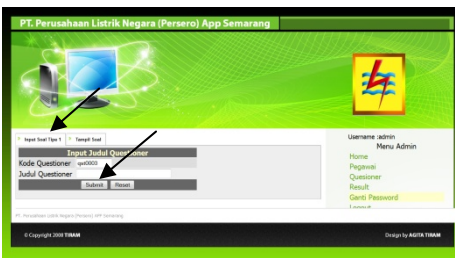 PT. Perusahaan Listrik Negara (Persero) App Semarang
Input Soal Tipe 1
Tampil Soal
Input Judul Questioner
Kode Questioner
Judul Questioner
Submit
Reset
Username :admin
Menu Admin
Home
Pegawai
Quesioner
Result
Ganti Password
Logout
PT. Perusahaan Listrik Negara (Persero) APP Semarang
© Copyright 2008 TIRAM
Design by AGITA TIRAM